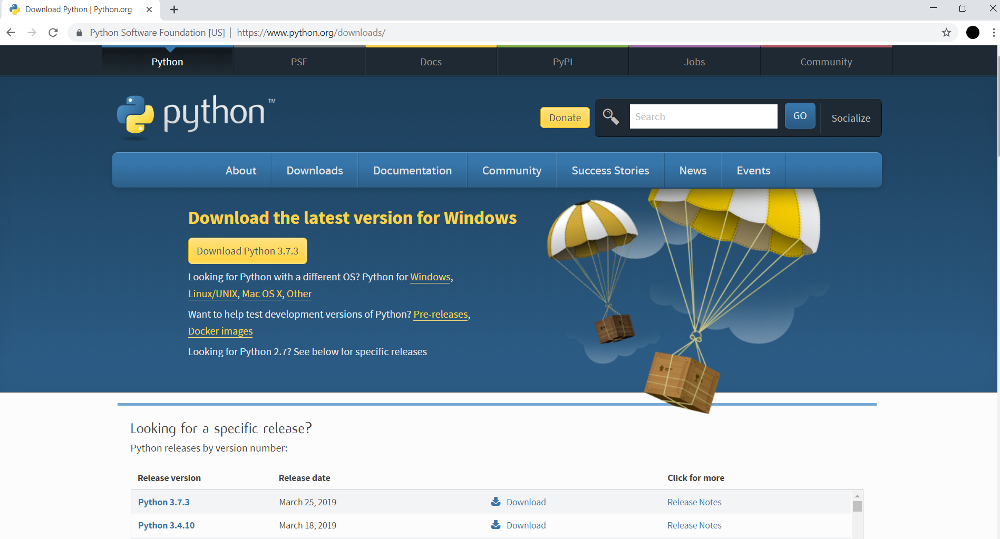 Download Python | Python.org
Python Software Foundation [US] | https://www.python.org/downloads/
Python PSF Docs PyPI Jobs Community
python™
Donate
Search
GO
Socialize
About Downloads Documentation Community Success Stories News Events
Download the latest version for Windows
Download Python 3.7.3
Looking for Python with a different OS? Python for Windows,
Linux/UNIX, Mac OS X, Other
Want to help test development versions of Python? Pre-releases,
Docker images
Looking for Python 2.7? See below for specific releases
Looking for a specific release?
Python releases by version number:
Release version Release date Click for more
Python 3.7.3 March 25, 2019 Download Release Notes
Python 3.4.10 March 18, 2019 Download Release Notes